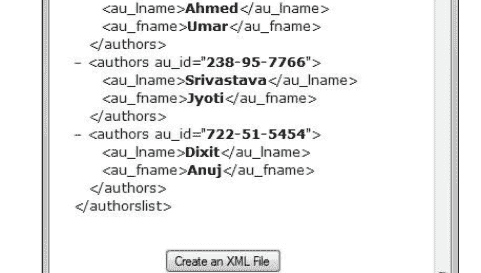 <au_lname>Ahmed</au_lname>
<au_fname>Umar</au_fname>
</authors>
- <authors au_id="238-95-7766">
<au_lname>Srivastava</au_lname>
<au_fname>Jyoti</au_fname>
</authors>
- <authors au_id="722-51-5454">
<au_lname>Dixit</au_lname>
<au_fname>Anuj</au_fname>
</authors>
</authorslist>
Create an XML File